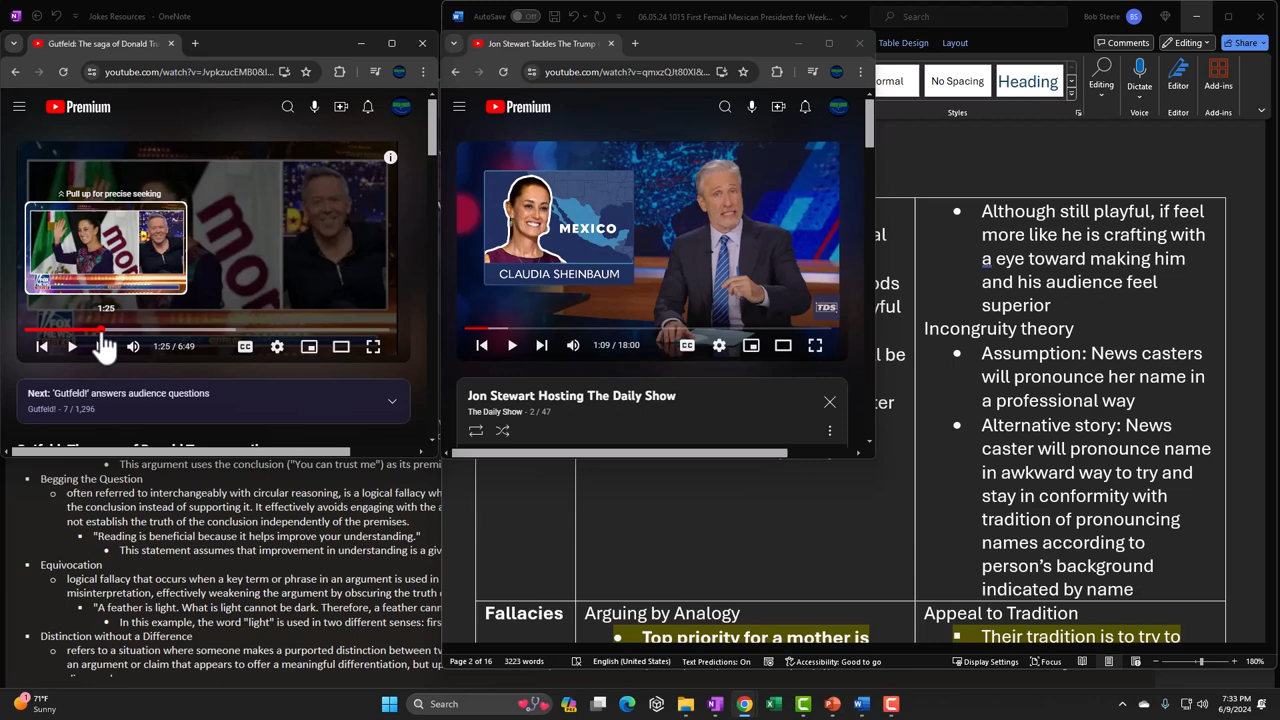 Bob Steele
Jokes Resources - OneNote
AutoSave
Off
06.05.24 1015 First Femail Mexican President for Week...
Search
Bob Steele
BS
Gutfeld: The saga of Donald Tru
youtube.com/watch?v=JvpkzucEMB0&l...
Premium
Pull up for precise seeking
1:25
1:25 / 6:49
CC
Next: 'Gutfeld!' answers audience questions
Gutfeld! - 7 / 1,296
Jon Stewart Tackles The Trump
youtube.com/watch?v=qmxzQJt80XI&l...
Premium
MEXICO
CLAUDIA SHEINBAUM
TDS
1:09 / 18:00
CC
Jon Stewart Hosting The Daily Show
The Daily Show - 2 / 47
Table Design
Layout
Comments
Editing
Share
ormal
No Spacing
Heading
Styles
Editing
Dictate
Voice
Editor
Editor
Add-ins
Add-ins
al
ods
yful
ll be
ter
Although still playful, if feel
more like he is crafting with
a eye toward making him
and his audience feel
superior
Incongruity theory
Assumption: News casters
will pronounce her name in
a professional way
Alternative story: News
caster will pronounce name
in awkward way to try and
stay in conformity with
tradition of pronouncing
names according to
person's background
indicated by name
Fallacies
Arguing by Analogy
Top priority for a mother is
Appeal to Tradition
Their tradition is to try to
This argument uses the conclusion ("You can trust me") as its premi
Begging the Question
often referred to interchangeably with circular reasoning, is a logical fallacy wh
the conclusion instead of supporting it. It effectively avoids engaging with the a
not establish the truth of the conclusion independently of the premises.
"Reading is beneficial because it helps improve your understanding."
This statement assumes that improvement in understanding is a giv
Equivocation
logical fallacy that occurs when a key term or phrase in an argument is used in
misinterpretation, effectively weakening the argument by obscuring the truth o
"A feather is light. What is light cannot be dark. Therefore, a feather cann
In this example, the word "light" is used in two different senses: first
Distinction without a Difference
refers to a situation where someone makes a purported distinction between tw
an argument or claim that appears to offer a meaningful differentiation, but up
Page 2 of 16
3223 words
English (United States)
Text Predictions: On
Accessibility: Good to go
Display Settings
Focus
180%
1
71°F
Sunny
Search
7:33 PM
6/9/2024